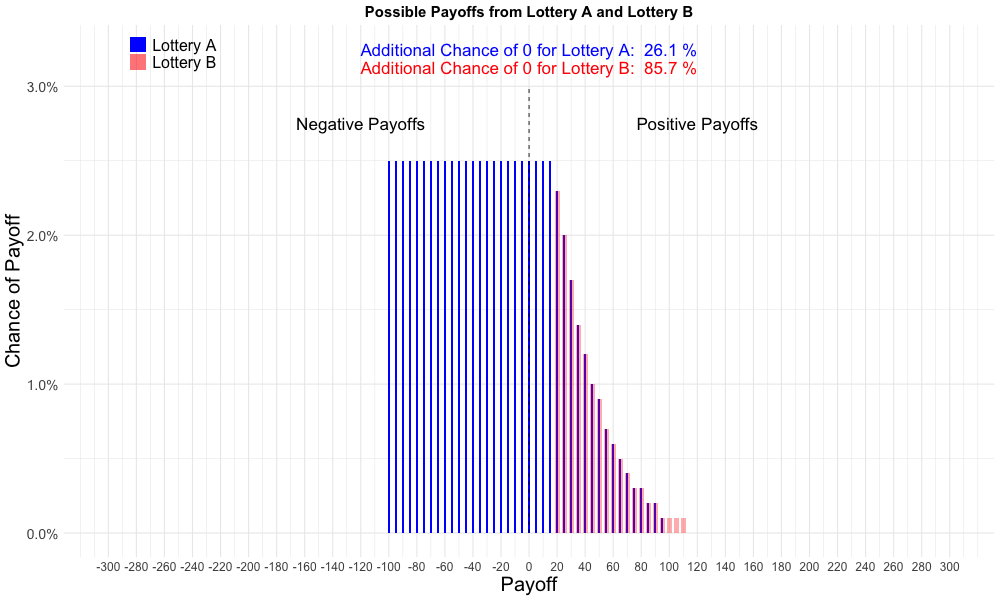 Possible Payoffs from Lottery A and Lottery B
Lottery A
Lottery B
Additional Chance of 0 for Lottery A: 26.1 %
Additional Chance of 0 for Lottery B: 85.7 %
Negative Payoffs
Positive Payoffs
Chance of Payoff
3.0%
2.0%
1.0%
0.0%
-300 -280 -260 -240 -220 -200 -180 -160 -140 -120 -100 -80 -60 -40 -20 0 20 40 60 80 100 120 140 160 180 200 220 240 260 280 300
Payoff